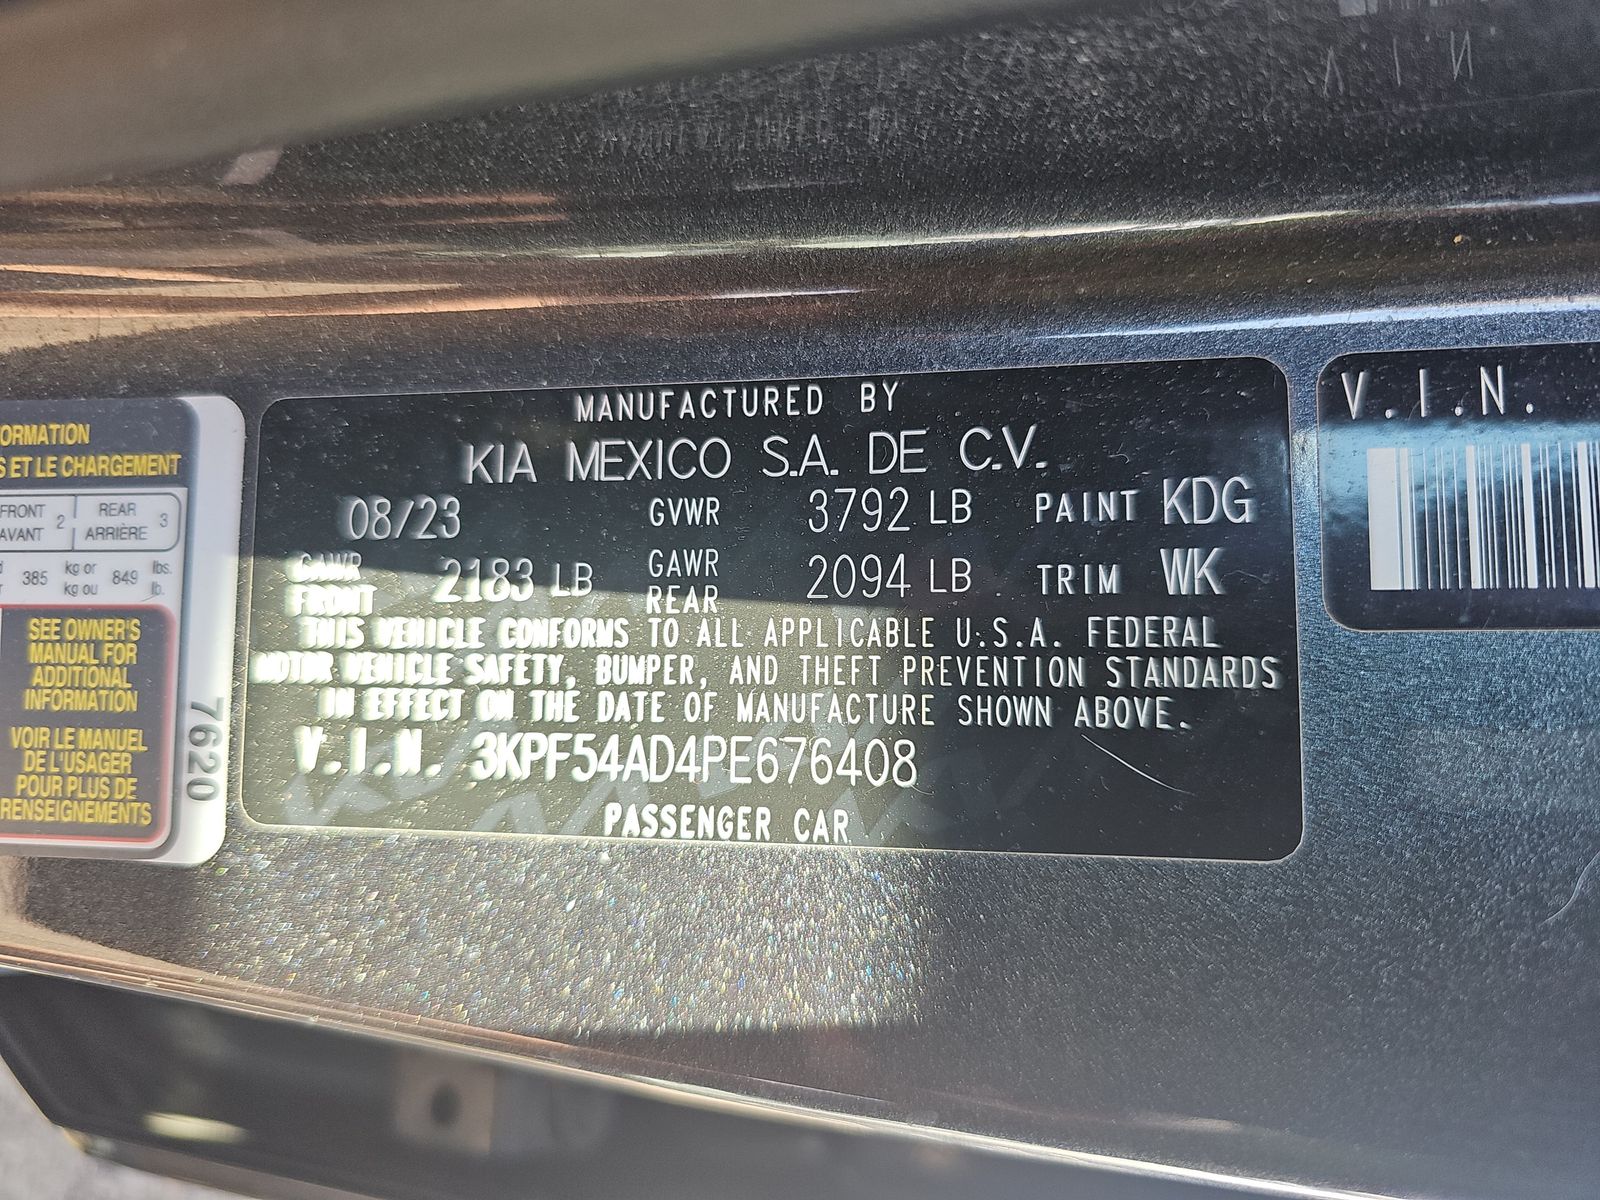 ORMATION
S ET LE CHARGEMENT
FRONT
AVANT 2
REAR
ARRIÈRE 3
385 kg or
kg ou 849 lbs.
lb.
SEE OWNER'S
MANUAL FOR
ADDITIONAL
INFORMATION
VOIR LE MANUEL
DE L'USAGER
POUR PLUS DE
RENSEIGNEMENTS
7620
MANUFACTURED BY
KIA MEXICO S.A. DE C.V.
08/23 GVWR 3792 LB PAINT KDG
GAWR
FRONT 2183 LB GAWR
REAR 2094 LB TRIM WK
THIS VEHICLE CONFORMS TO ALL APPLICABLE U.S.A. FEDERAL
MOTOR VEHICLE SAFETY, BUMPER, AND THEFT PREVENTION STANDARDS
IN EFFECT ON THE DATE OF MANUFACTURE SHOWN ABOVE.
V.I.N. 3KPF54AD4PE676408
PASSENGER CAR
V.I.N.